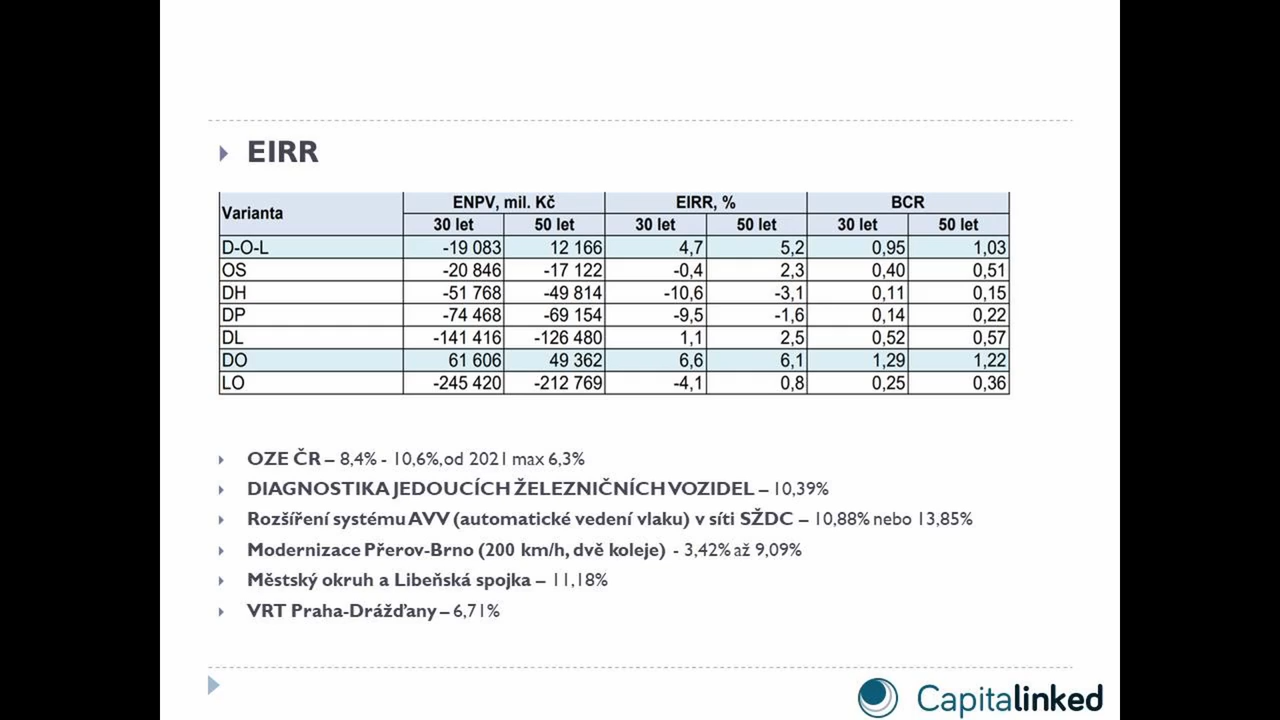 EIRR
Varianta ENPV, mil. Kč EIRR, % BCR
30 let 50 let 30 let 50 let 30 let 50 let
D-O-L -19 083 12 166 4,7 5,2 0,95 1,03
OS -20 846 -17 122 -0,4 2,3 0,40 0,51
DH -51 768 -49 814 -10,6 -3,1 0,11 0,15
DP -74 468 -69 154 -9,5 -1,6 0,14 0,22
DL -141 416 -126 480 1,1 2,5 0,52 0,57
DO 61 606 49 362 6,6 6,1 1,29 1,22
LO -245 420 -212 769 -4,1 0,8 0,25 0,36
OZE ČR – 8,4% - 10,6%, od 2021 max 6,3%
DIAGNOSTIKA JEDOUCÍCH ŽELEZNIČNÍCH VOZIDEL – 10,39%
Rozšíření systému AVV (automatické vedení vlaku) v síti SŽDC – 10,88% nebo 13,85%
Modernizace Přerov-Brno (200 km/h, dvě koleje) - 3,42% až 9,09%
Městský okruh a Libeňská spojka – 11,18%
VRT Praha-Drážďany – 6,71%
Capitalinked